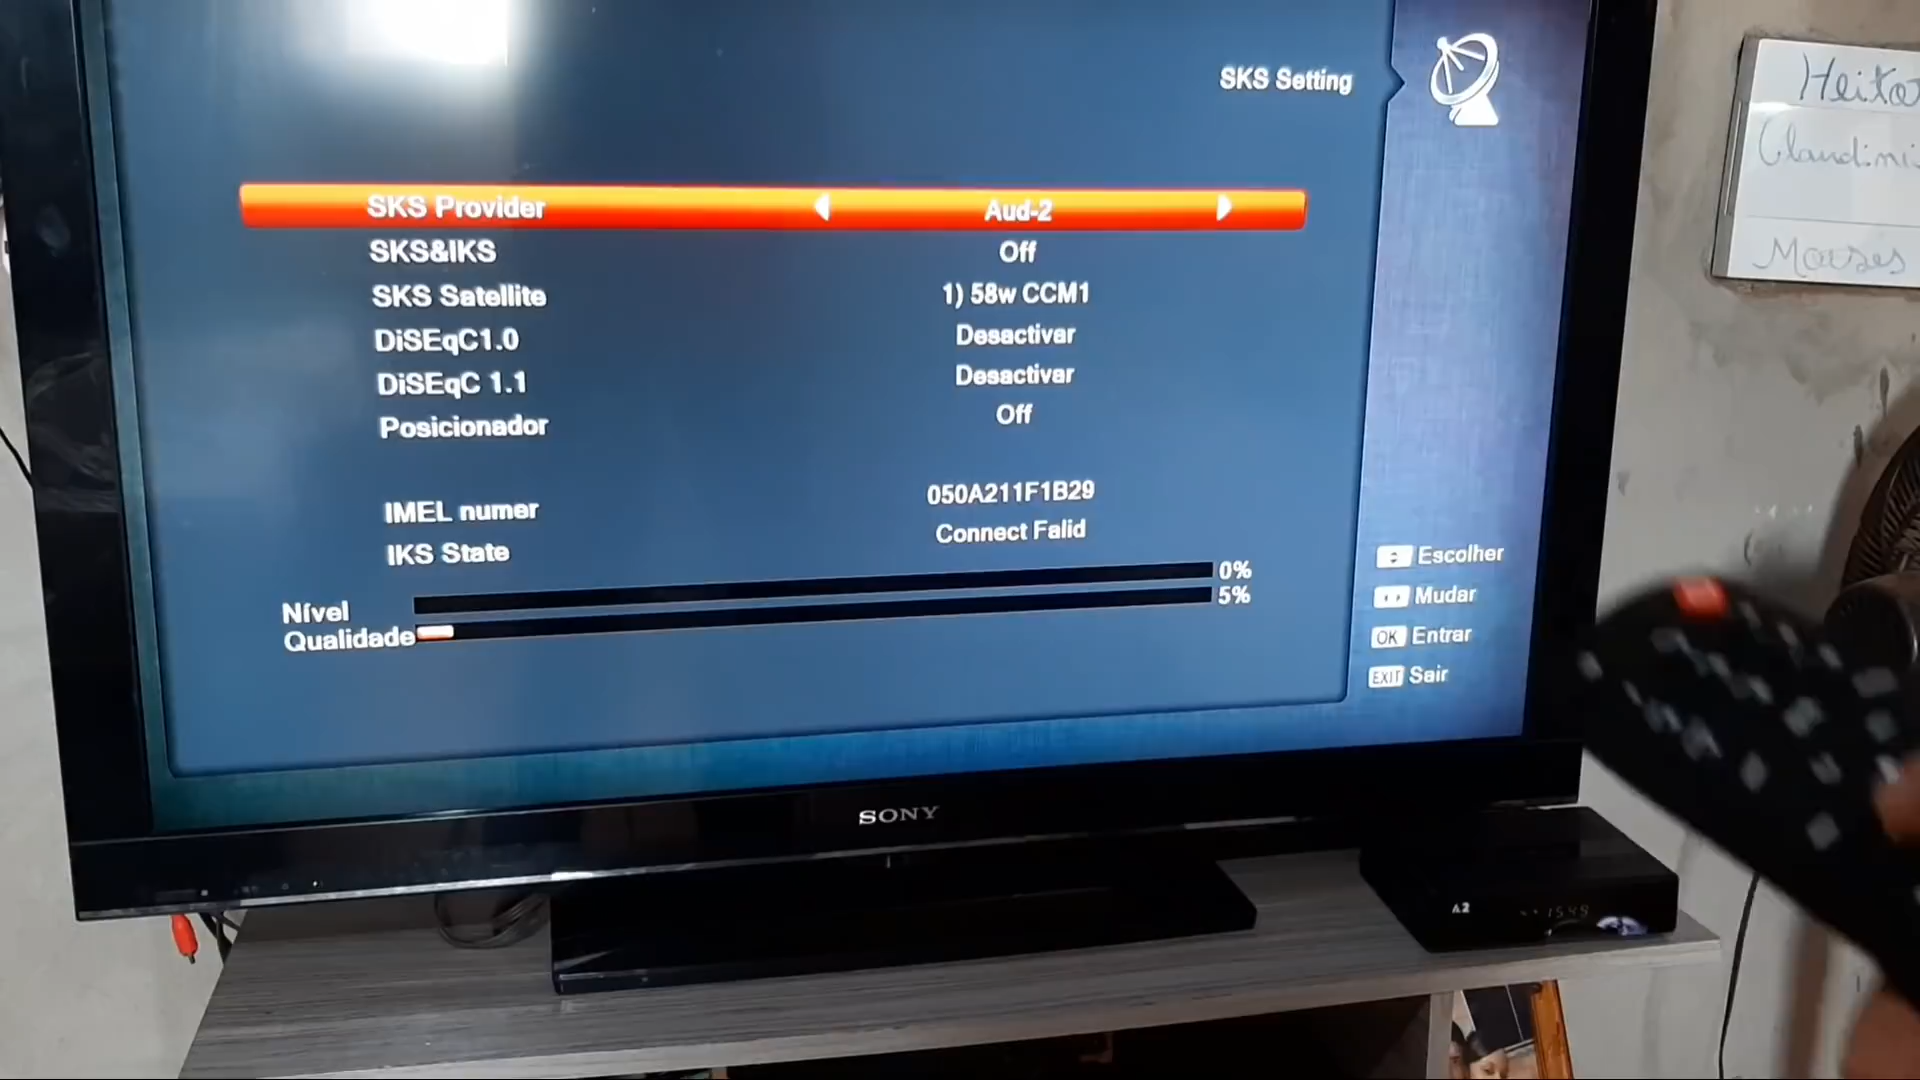 SKS Setting
SKS Provider Aud-2
SKS&IKS Off
SKS Satellite 1) 58w CCM1
DiSEqC1.0 Desactivar
DiSEqC 1.1 Desactivar
Posicionador Off
IMEL numer 050A211F1B29
IKS State Connect Falid
Nível 0%
Qualidade 5%
Escolher
Mudar
OK Entrar
EXIT Sair
SONY
A2
1549
Heitor
Moises